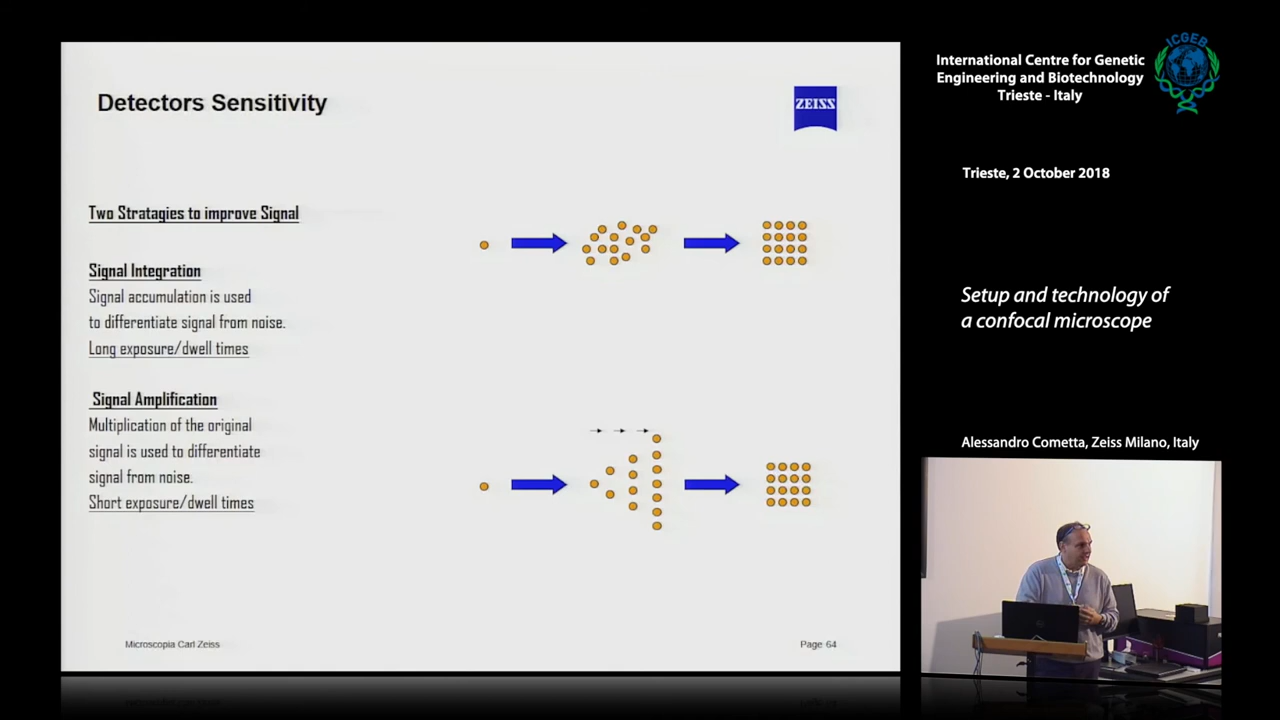 Detectors Sensitivity
ZEISS
Two Stratagies to improve Signal
Signal Integration
Signal accumulation is used
to differentiate signal from noise.
Long exposure/dwell times
Signal Amplification
Multiplication of the original
signal is used to differentiate
signal from noise.
Short exposure/dwell times
Microscopia Carl Zeiss
Page 64
International Centre for Genetic
Engineering and Biotechnology
Trieste - Italy
ICGEB
Trieste, 2 October 2018
Setup and technology of
a confocal microscope
Alessandro Cometta, Zeiss Milano, Italy